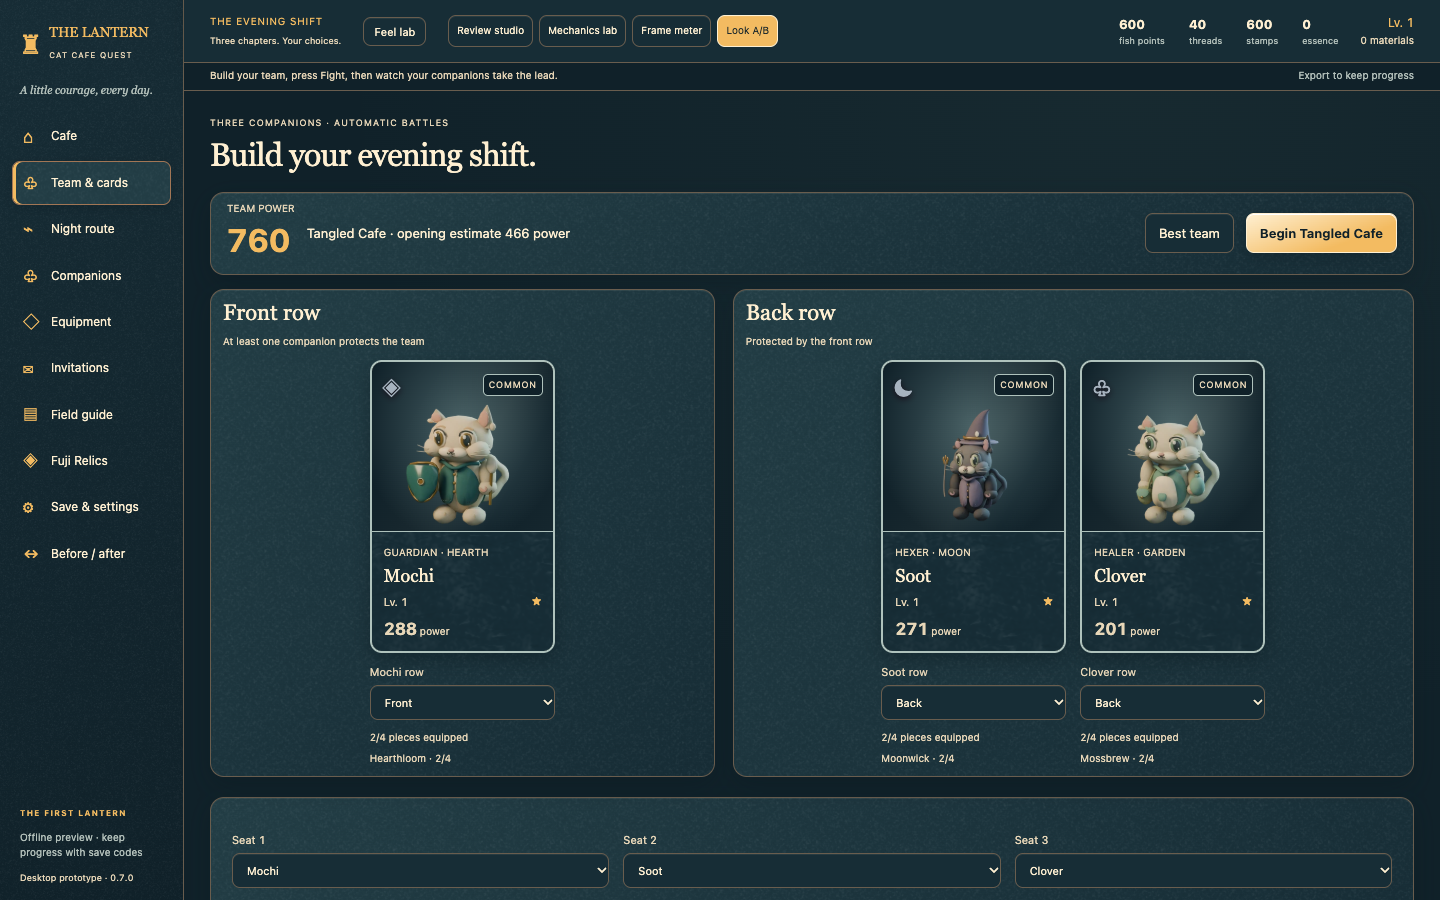 THE LANTERN
CAT CAFE QUEST
A little courage, every day.
Cafe
Team & cards
Night route
Companions
Equipment
Invitations
Field guide
Fuji Relics
Save & settings
Before / after
THE FIRST LANTERN
Offline preview · keep
progress with save codes
Desktop prototype · 0.7.0
THE EVENING SHIFT
Three chapters. Your choices.
Feel lab
Review studio
Mechanics lab
Frame meter
Look A/B
600
fish points
40
threads
600
stamps
0
essence
Lv. 1
0 materials
Build your team, press Fight, then watch your companions take the lead.
Export to keep progress
THREE COMPANIONS · AUTOMATIC BATTLES
Build your evening shift.
TEAM POWER
760
Tangled Cafe · opening estimate 466 power
Best team
Begin Tangled Cafe
Front row
At least one companion protects the team
COMMON
GUARDIAN · HEARTH
Mochi
Lv. 1
288 power
Mochi row
Front
2/4 pieces equipped
Hearthloom · 2/4
Back row
Protected by the front row
COMMON
HEXER · MOON
Soot
Lv. 1
271 power
Soot row
Back
2/4 pieces equipped
Moonwick · 2/4
COMMON
HEALER · GARDEN
Clover
Lv. 1
201 power
Clover row
Back
2/4 pieces equipped
Mossbrew · 2/4
Seat 1
Mochi
Seat 2
Soot
Seat 3
Clover